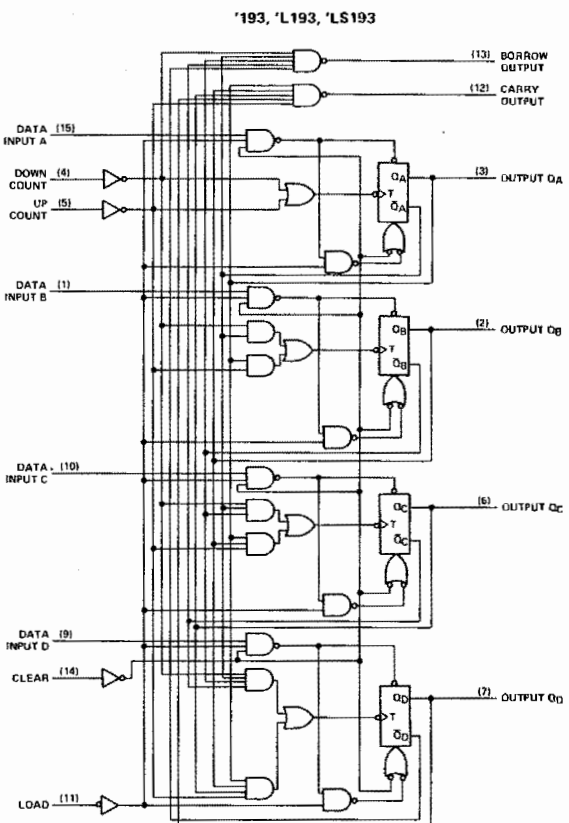 '193, 'L193, 'LS193
(13) BORROW
OUTPUT
(12) CARRY
OUTPUT
DATA (15)
INPUT A
DOWN (4)
COUNT
UP (5)
COUNT
QA
T
Q̄A
(3) OUTPUT QA
DATA (1)
INPUT B
QB
T
Q̄B
(2) OUTPUT QB
DATA (10)
INPUT C
QC
T
Q̄C
(6) OUTPUT QC
DATA (9)
INPUT D
CLEAR (14)
QD
T
Q̄D
(7) OUTPUT QD
LOAD (11)